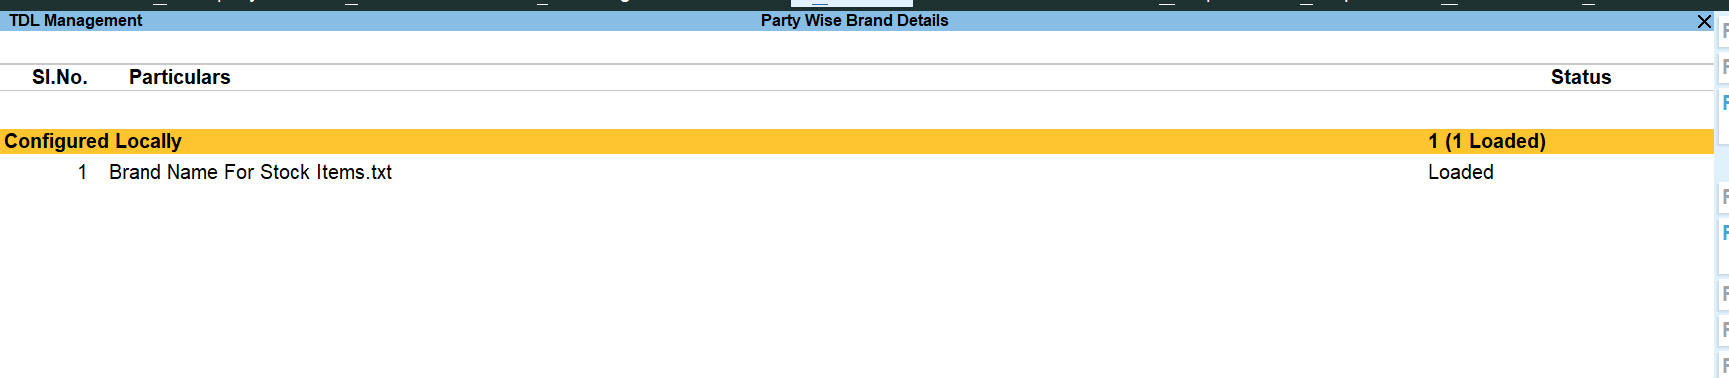 TDL Management Party Wise Brand Details
Sl.No. Particulars Status
Configured Locally 1 (1 Loaded)
1 Brand Name For Stock Items.txt Loaded